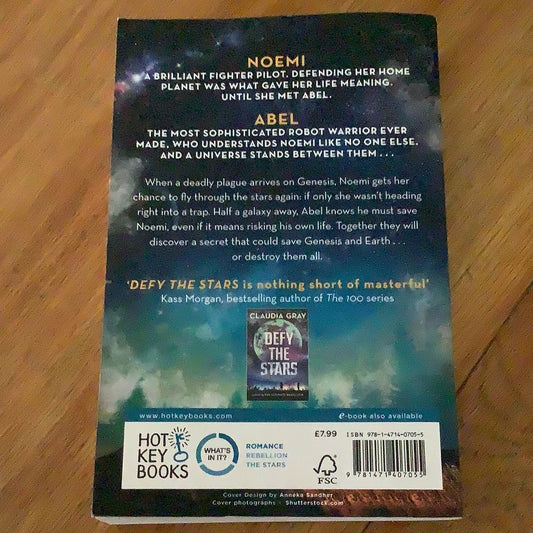 NOEMI
A BRILLIANT FIGHTER PILOT. DEFENDING HER HOME
PLANET WAS WHAT GAVE HER LIFE MEANING.
UNTIL SHE MET ABEL.
ABEL
THE MOST SOPHISTICATED ROBOT WARRIOR EVER
MADE, WHO UNDERSTANDS NOEMI LIKE NO ONE ELSE.
AND A UNIVERSE STANDS BETWEEN THEM . . .
When a deadly plague arrives on Genesis, Noemi gets her
chance to fly through the stars again: if only she wasn't heading
right into a trap. Half a galaxy away, Abel knows he must save
Noemi, even if it means risking his own life. Together they will
discover a secret that could save Genesis and Earth . . .
or destroy them all.
'DEFY THE STARS is nothing short of masterful'
Kass Morgan, bestselling author of The 100 series
CLAUDIA GRAY
DEFY
THE
STARS
www.hotkeybooks.com
e-book also available
HOT
KEY
BOOKS
WHAT'S
IN IT?
ROMANCE
REBELLION
THE STARS
£7.99
FSC
ISBN 978-1-4714-0705-5
9 781471 407055
Cover Design by Anneka Sandher
Cover photographs · Shutterstock.com